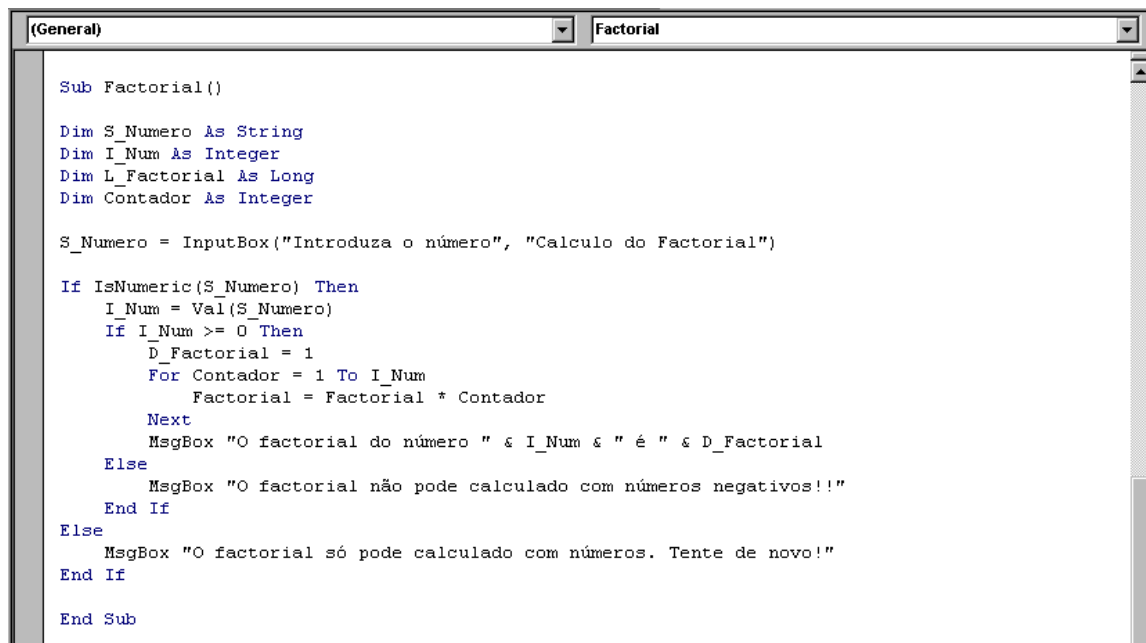 (General) Factorial
Sub Factorial()
Dim S_Numero As String
Dim I_Num As Integer
Dim L_Factorial As Long
Dim Contador As Integer
S_Numero = InputBox("Introduza o número", "Calculo do Factorial")
If IsNumeric(S_Numero) Then
I_Num = Val(S_Numero)
If I_Num >= 0 Then
D_Factorial = 1
For Contador = 1 To I_Num
Factorial = Factorial * Contador
Next
MsgBox "O factorial do número " & I_Num & " é " & D_Factorial
Else
MsgBox "O factorial não pode calculado com números negativos!!"
End If
Else
MsgBox "O factorial só pode calculado com números. Tente de novo!"
End If
End Sub